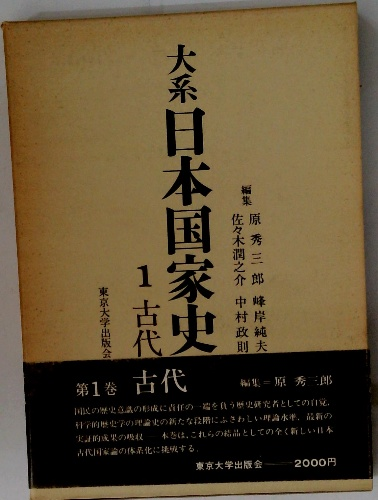 大系
日本国家史
1 古代
編集
原秀三郎 峰岸純夫
佐々木潤之介 中村政則
東京大学出版会
第1巻 古代 編集=原 秀三郎
国民の歴史意識の形成に責任の一端を負う歴史研究者としての自覚,
科学的歴史学の理論史の新たな段階にふさわしい理論水準, 最新の
実証的成果の吸収——本巻は,これらの結晶としての全く新しい日本
古代国家論の体系化に挑戦する.
東京大学出版会——2000円